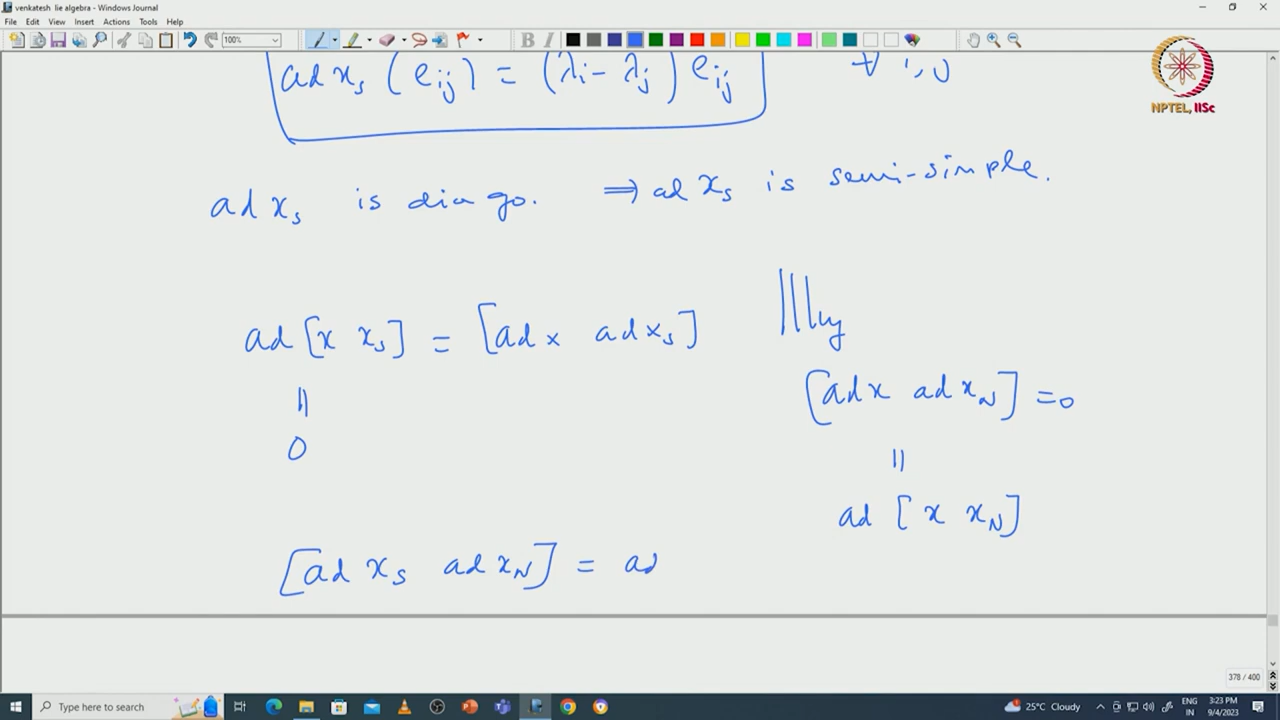 venkatesh lie algebra - Windows Journal
File Edit View Insert Actions Tools Help
100%
B I
NPTEL, IISc
ad x_s (e_ij) = (λ_i - λ_j) e_ij ∀ i,j
ad x_s is diago. ⟹ ad x_s is semi-simple.
ad [x x_s] = [ad x ad x_s]
||
0
|||ly
[ad x ad x_N] = 0
||
ad [x x_N]
[ad x_s ad x_N] = ad
378 / 400
Type here to search
25°C Cloudy
ENG
IN
3:23 PM
9/4/2023